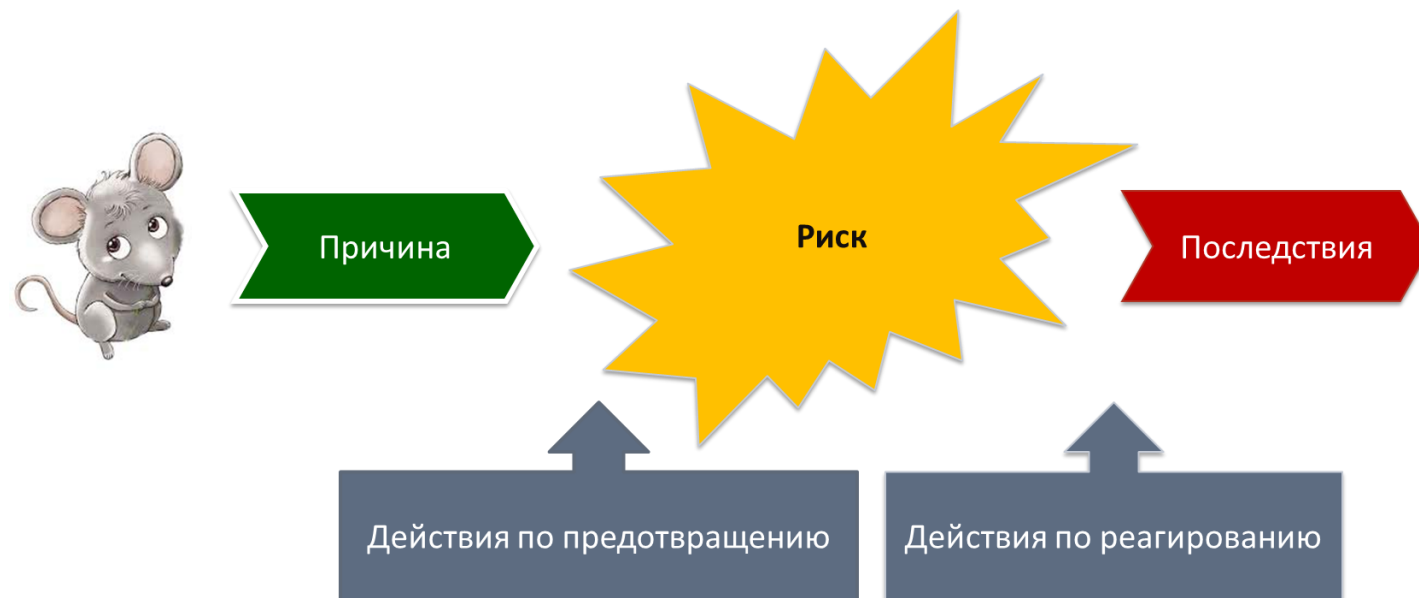 Причина
Риск
Последствия
Действия по предотвращению
Действия по реагированию